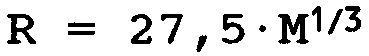 R = 27,5·M¹/³